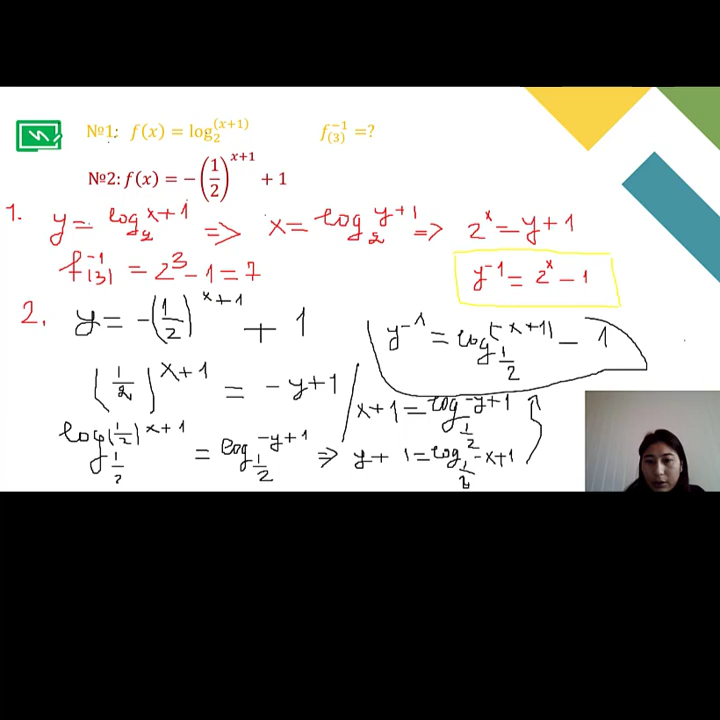 №1: f(x) = log₂^(x+1) f⁻¹₍₃₎ =?
№2: f(x) = −(1/2)^(x+1) + 1
1. y = log₂ x+1 => x = log₂ y+1 => 2^x = y+1
f⁻¹(3) = 2³ − 1 = 7
y⁻¹ = 2^x − 1
2. y = −(1/2)^(x+1) + 1
y⁻¹ = log_(1/2) (−x+1) − 1
(1/2)^(x+1) = −y+1
x+1 = log_(1/2) −y+1
log_(1/2) (1/2)^(x+1) = log_(1/2) −y+1 => y + 1 = log_(1/2) −x+1